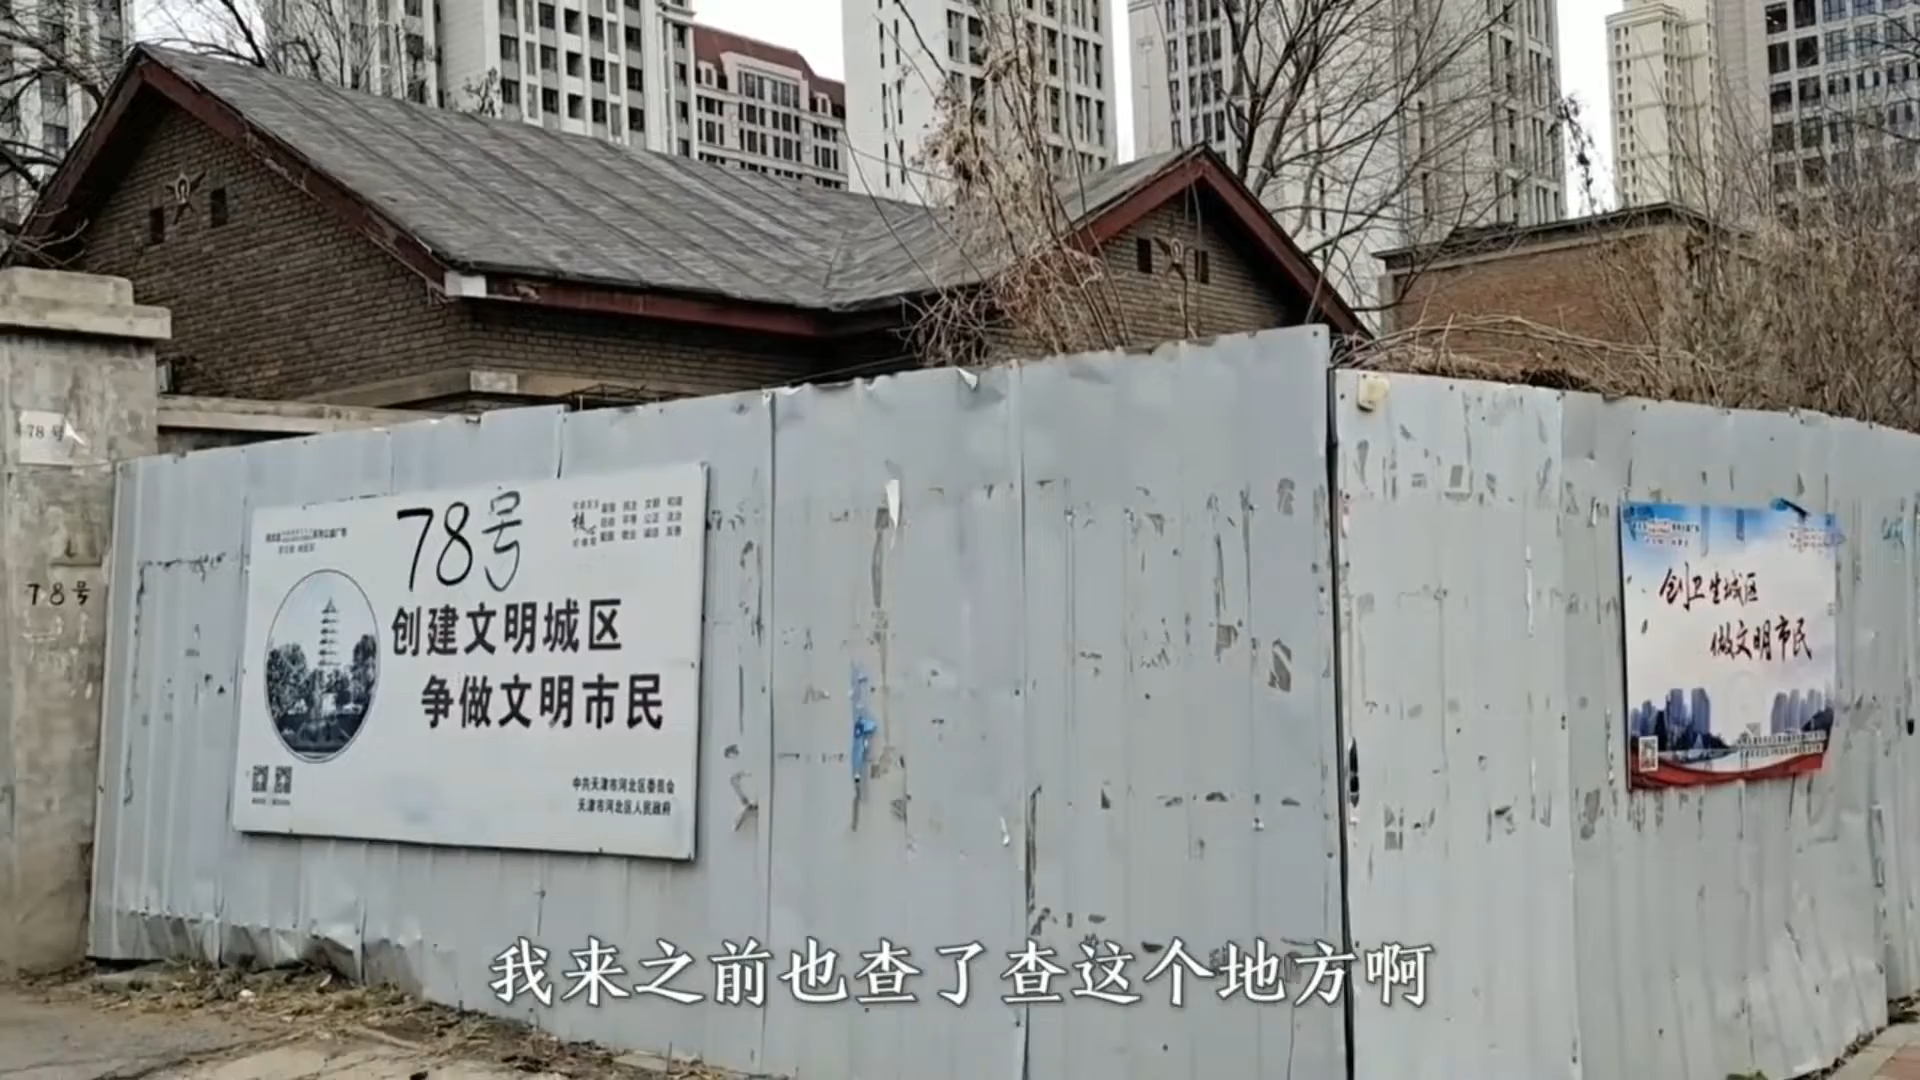 78号
78号
78号
创建文明城区
争做文明市民
中共天津市河北区委员会
天津市河北区人民政府
创卫生城区
做文明市民
我来之前也查了查这个地方啊